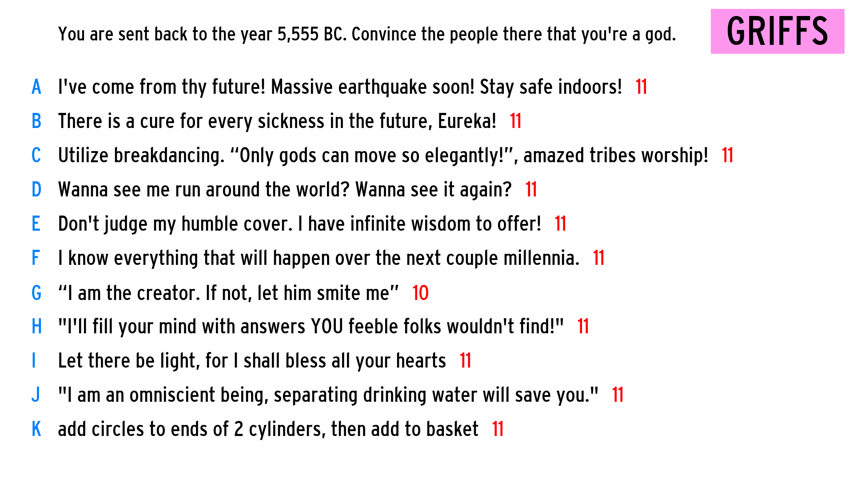 You are sent back to the year 5,555 BC. Convince the people there that you're a god.
GRIFFS
A I've come from thy future! Massive earthquake soon! Stay safe indoors! 11
B There is a cure for every sickness in the future, Eureka! 11
C Utilize breakdancing. “Only gods can move so elegantly!”, amazed tribes worship! 11
D Wanna see me run around the world? Wanna see it again? 11
E Don't judge my humble cover. I have infinite wisdom to offer! 11
F I know everything that will happen over the next couple millennia. 11
G “I am the creator. If not, let him smite me” 10
H "I'll fill your mind with answers YOU feeble folks wouldn't find!" 11
I Let there be light, for I shall bless all your hearts 11
J "I am an omniscient being, separating drinking water will save you." 11
K add circles to ends of 2 cylinders, then add to basket 11